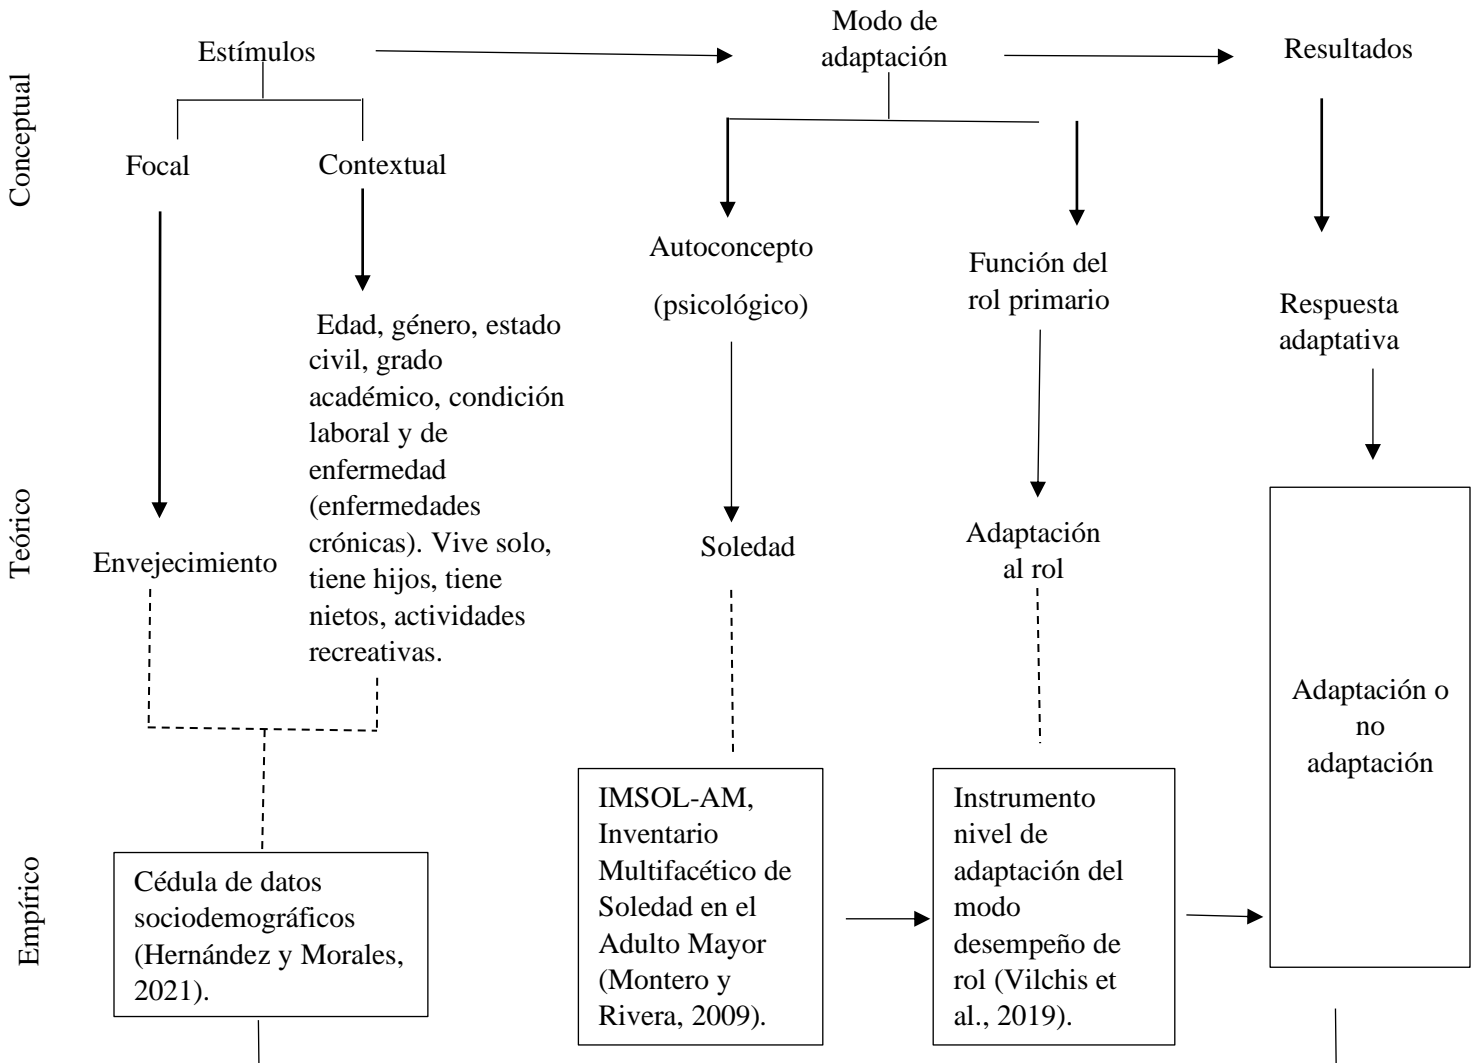 Conceptual
Estímulos
Modo de
adaptación
Resultados
Focal
Contextual
Autoconcepto
(psicológico)
Función del
rol primario
Respuesta
adaptativa
Edad, género, estado
civil, grado
académico, condición
laboral y de
enfermedad
(enfermedades
crónicas). Vive solo,
tiene hijos, tiene
nietos, actividades
recreativas.
Teórico
Envejecimiento
Soledad
Adaptación
al rol
Adaptación o
no
adaptación
Empírico
Cédula de datos
sociodemográficos
(Hernández y Morales,
2021).
IMSOL-AM,
Inventario
Multifacético de
Soledad en el
Adulto Mayor
(Montero y
Rivera, 2009).
Instrumento
nivel de
adaptación del
modo
desempeño de
rol (Vilchis et
al., 2019).